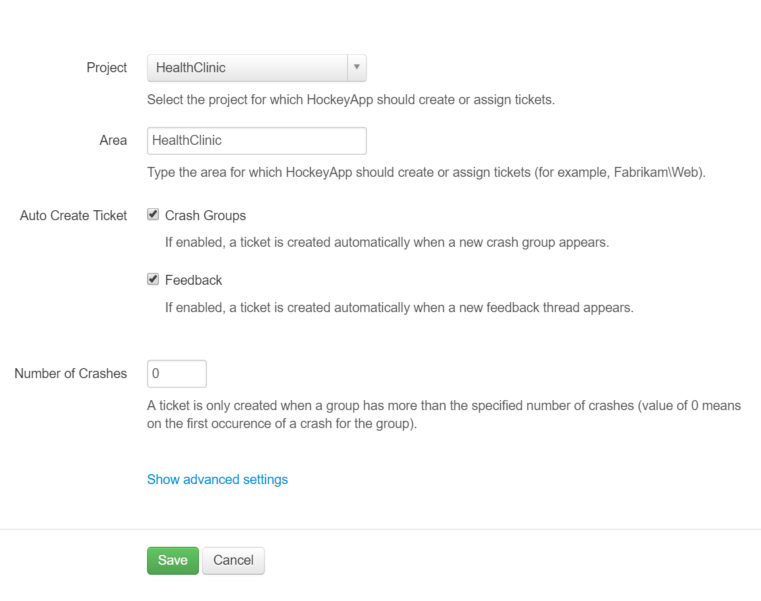 Project HealthClinic
Select the project for which HockeyApp should create or assign tickets.
Area HealthClinic
Type the area for which HockeyApp should create or assign tickets (for example, Fabrikam\Web).
Auto Create Ticket Crash Groups
If enabled, a ticket is created automatically when a new crash group appears.
Feedback
If enabled, a ticket is created automatically when a new feedback thread appears.
Number of Crashes 0
A ticket is only created when a group has more than the specified number of crashes (value of 0 means
on the first occurence of a crash for the group).
Show advanced settings
Save Cancel